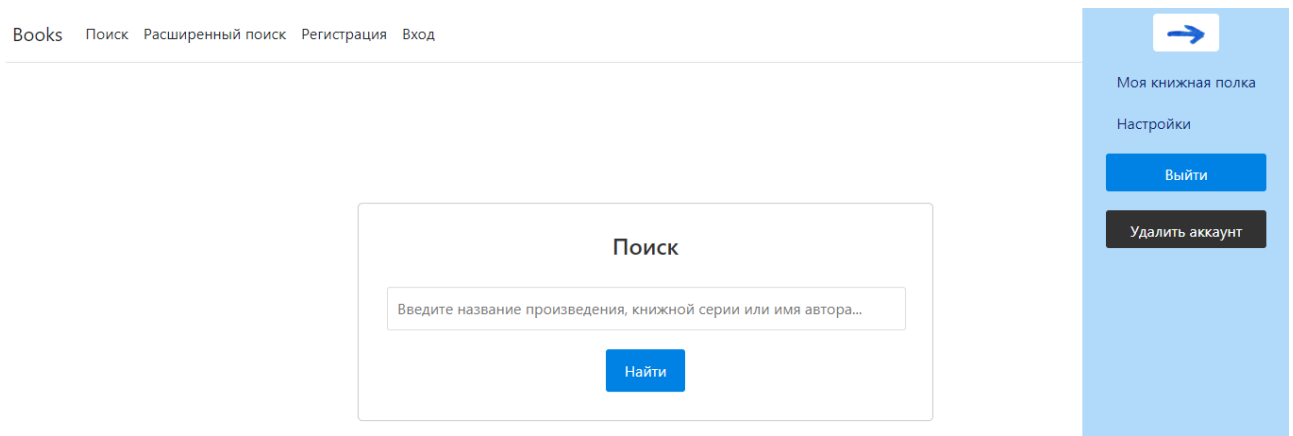 Books Поиск Расширенный поиск Регистрация Вход
Моя книжная полка
Настройки
Выйти
Удалить аккаунт
Поиск
Введите название произведения, книжной серии или имя автора...
Найти